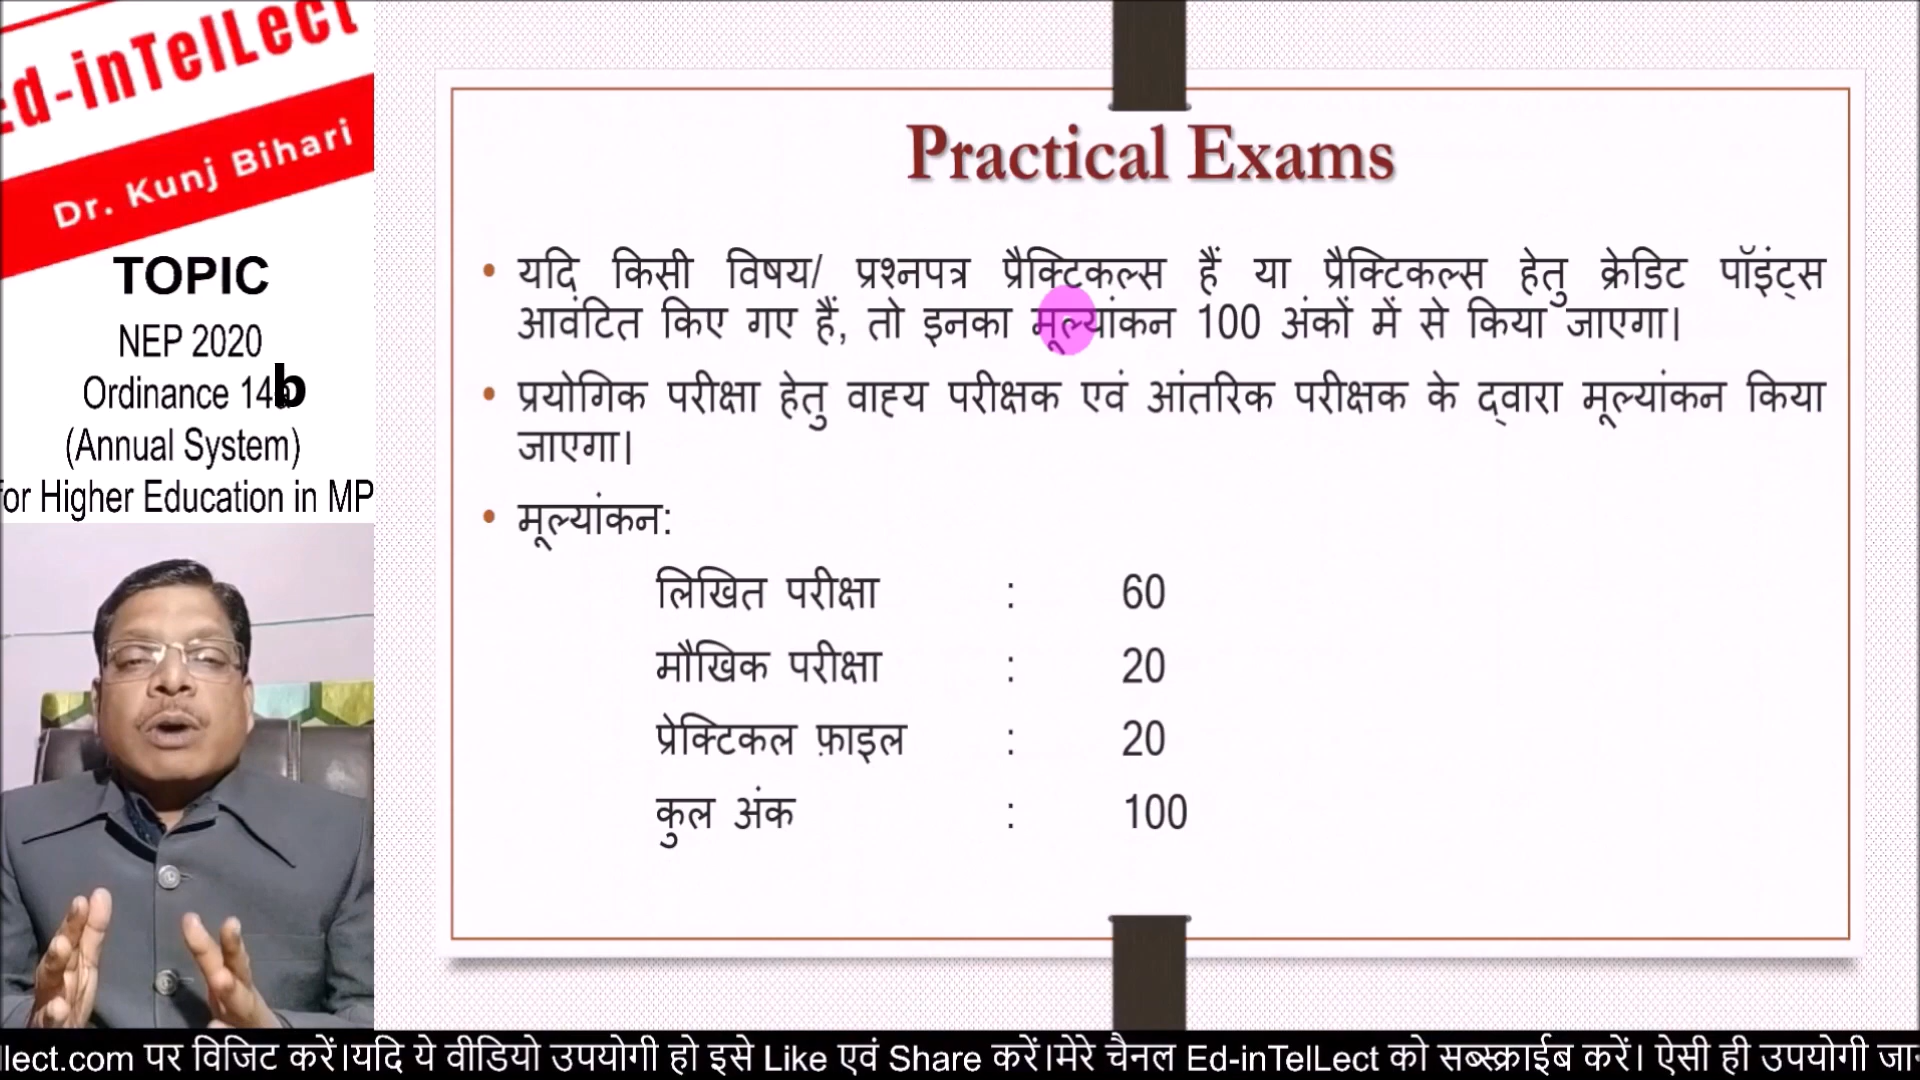 Ed-inTelLect
Dr. Kunj Bihari
TOPIC
NEP 2020
Ordinance 14b
(Annual System)
for Higher Education in MP
Practical Exams
• यदि किसी विषय/ प्रश्नपत्र प्रैक्टिकल्स हैं या प्रैक्टिकल्स हेतु क्रेडिट पॉइंट्स
आवंटित किए गए हैं, तो इनका मूल्यांकन 100 अंकों में से किया जाएगा।
• प्रयोगिक परीक्षा हेतु वाह्य परीक्षक एवं आंतरिक परीक्षक के द्वारा मूल्यांकन किया
जाएगा।
• मूल्यांकन:
लिखित परीक्षा : 60
मौखिक परीक्षा : 20
प्रेक्टिकल फ़ाइल : 20
कुल अंक : 100
llect.com पर विजिट करें।यदि ये वीडियो उपयोगी हो इसे Like एवं Share करें।मेरे चैनल Ed-inTelLect को सब्स्क्राईब करें। ऐसी ही उपयोगी